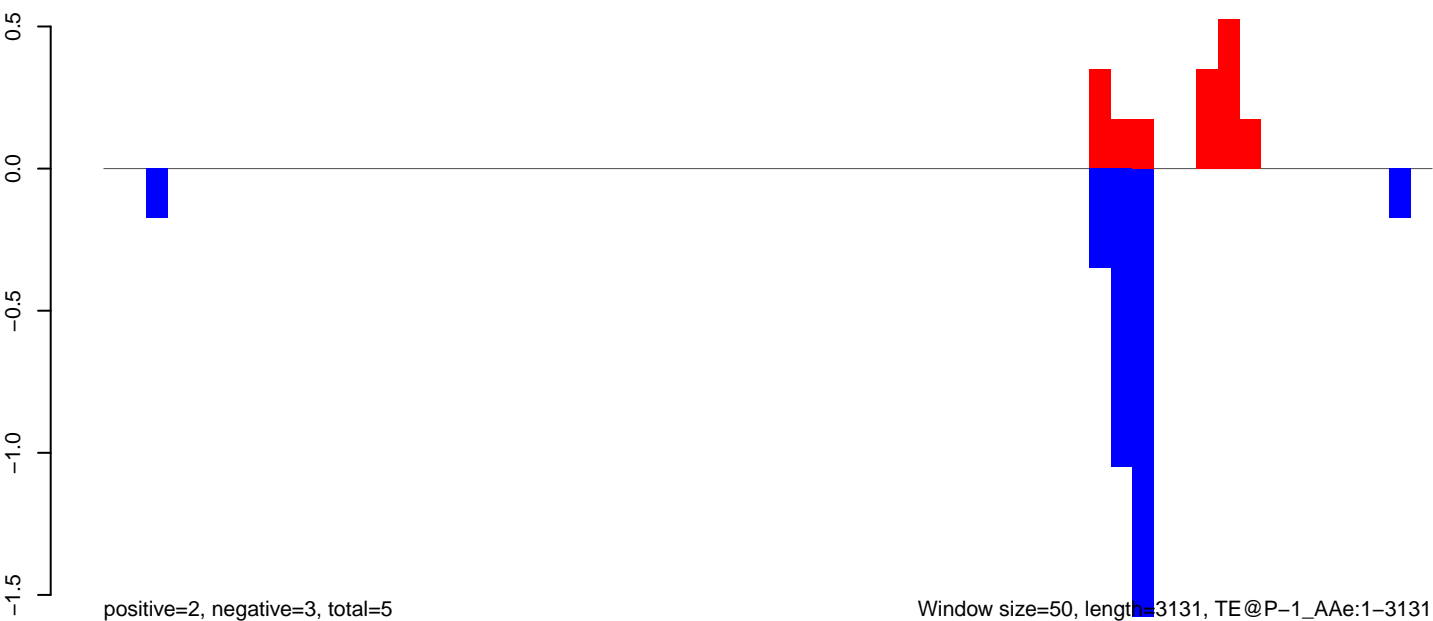 0.5
0.0
−0.5
−1.0
−1.5
positive=2, negative=3, total=5
Window size=50, length=3131, TE@P−1_AAe:1−3131